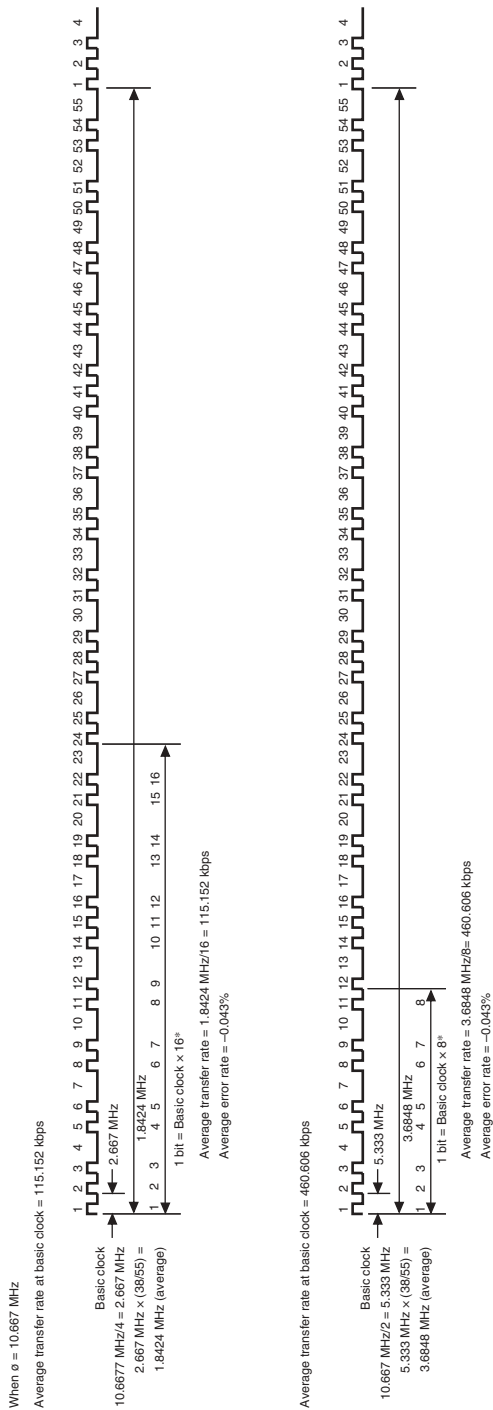 When ø = 10.667 MHz
Average transfer rate at basic clock = 115.152 kbps
1 2 3 4 5 6 7 8 9 10 11 12 13 14 15 16 17 18 19 20 21 22 23 24 25 26 27 28 29 30 31 32 33 34 35 36 37 38 39 40 41 42 43 44 45 46 47 48 49 50 51 52 53 54 55 1 2 3 4
Basic clock
2.667 MHz
10.6677 MHz/4 = 2.667 MHz
2.667 MHz × (38/55) =
1.8424 MHz
1.8424 MHz (average)
1 2 3 4 5 6 7 8 9 10 11 12 13 14 15 16
1 bit = Basic clock × 16*
Average transfer rate = 1.8424 MHz/16 = 115.152 kbps
Average error rate = –0.043%
Average transfer rate at basic clock = 460.606 kbps
1 2 3 4 5 6 7 8 9 10 11 12 13 14 15 16 17 18 19 20 21 22 23 24 25 26 27 28 29 30 31 32 33 34 35 36 37 38 39 40 41 42 43 44 45 46 47 48 49 50 51 52 53 54 55 1 2 3 4
Basic clock
5.333 MHz
10.667 MHz/2 = 5.333 MHz
5.333 MHz × (38/55) =
3.6848 MHz
3.6848 MHz (average)
1 2 3 4 5 6 7 8
1 bit = Basic clock × 8*
Average transfer rate = 3.6848 MHz/8= 460.606 kbps
Average error rate = –0.043%